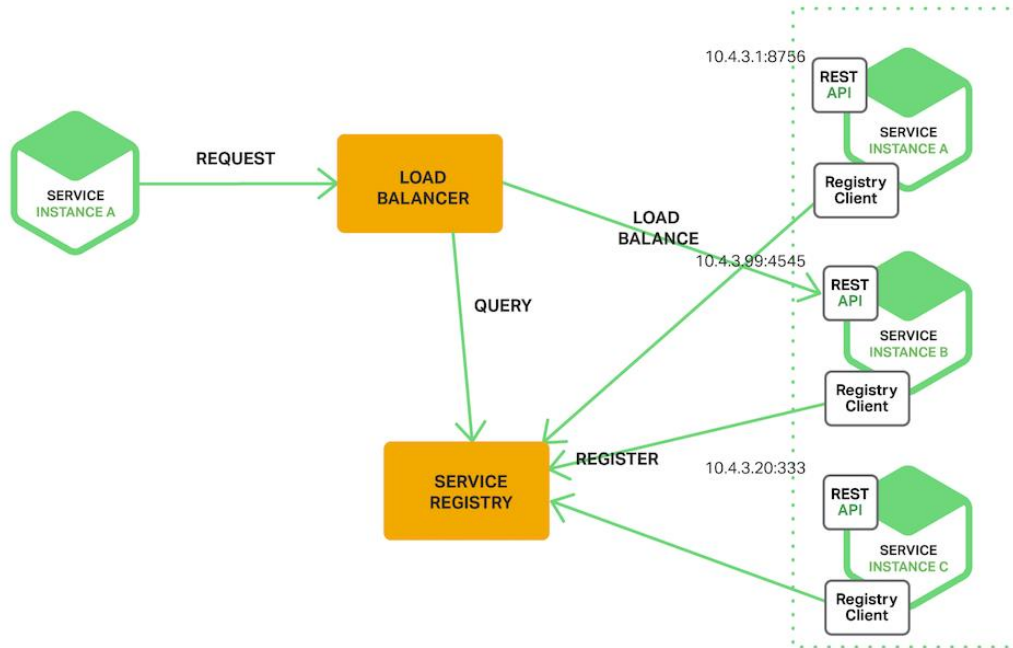 SERVICE
INSTANCE A
REQUEST
LOAD
BALANCER
QUERY
SERVICE
REGISTRY
LOAD
BALANCE
REGISTER
10.4.3.1:8756
REST
API
SERVICE
INSTANCE A
Registry
Client
10.4.3.99:4545
REST
API
SERVICE
INSTANCE B
Registry
Client
10.4.3.20:333
REST
API
SERVICE
INSTANCE C
Registry
Client